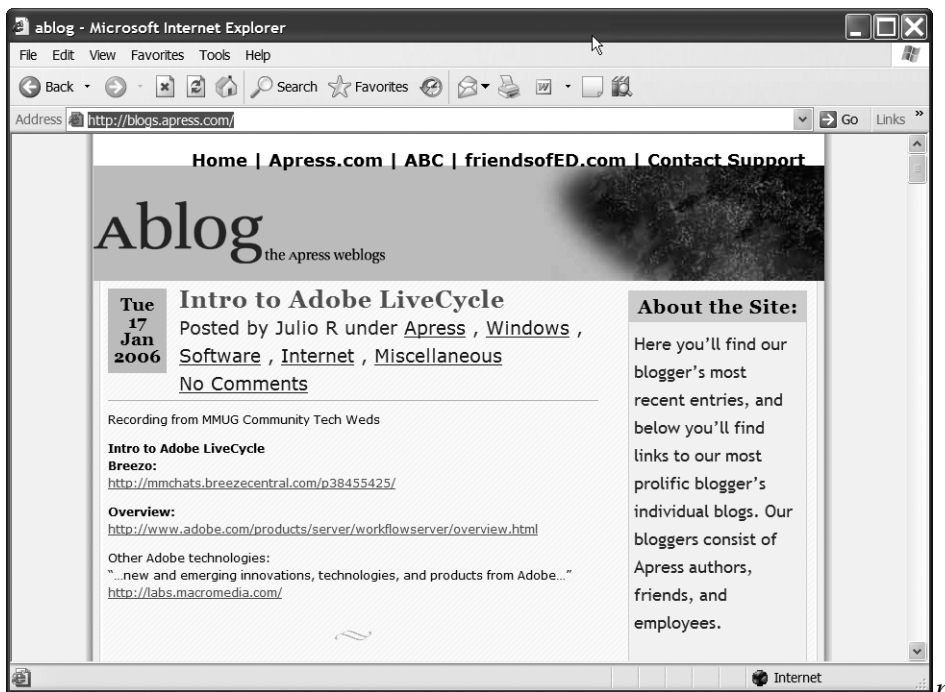 ablog - Microsoft Internet Explorer
File Edit View Favorites Tools Help
Back Search Favorites
Address http://blogs.apress.com/ Go Links »
Home | Apress.com | ABC | friendsofED.com | Contact Support
Ablog the Apress weblogs
Tue
17
Jan
2006
Intro to Adobe LiveCycle
Posted by Julio R under Apress , Windows ,
Software , Internet , Miscellaneous
No Comments
Recording from MMUG Community Tech Weds
Intro to Adobe LiveCycle
Breezo:
http://mmchats.breezecentral.com/p38455425/
Overview:
http://www.adobe.com/products/server/workflowserver/overview.html
Other Adobe technologies:
“...new and emerging innovations, technologies, and products from Adobe...”
http://labs.macromedia.com/
About the Site:
Here you’ll find our
blogger’s most
recent entries, and
below you’ll find
links to our most
prolific blogger’s
individual blogs. Our
bloggers consist of
Apress authors,
friends, and
employees.
Internet